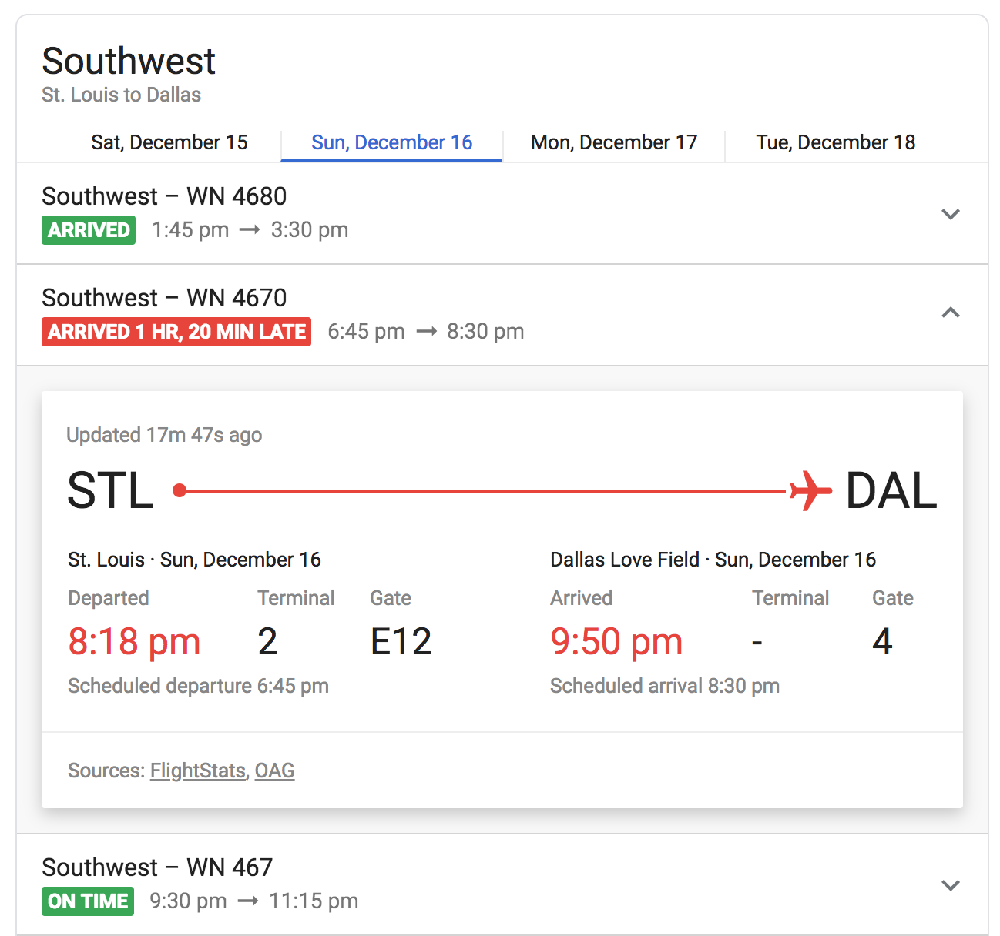 Southwest
St. Louis to Dallas
Sat, December 15 Sun, December 16 Mon, December 17 Tue, December 18
Southwest – WN 4680
ARRIVED 1:45 pm → 3:30 pm
Southwest – WN 4670
ARRIVED 1 HR, 20 MIN LATE 6:45 pm → 8:30 pm
Updated 17m 47s ago
STL DAL
St. Louis · Sun, December 16 Dallas Love Field · Sun, December 16
Departed Terminal Gate Arrived Terminal Gate
8:18 pm 2 E12 9:50 pm - 4
Scheduled departure 6:45 pm Scheduled arrival 8:30 pm
Sources: FlightStats, OAG
Southwest – WN 467
ON TIME 9:30 pm → 11:15 pm